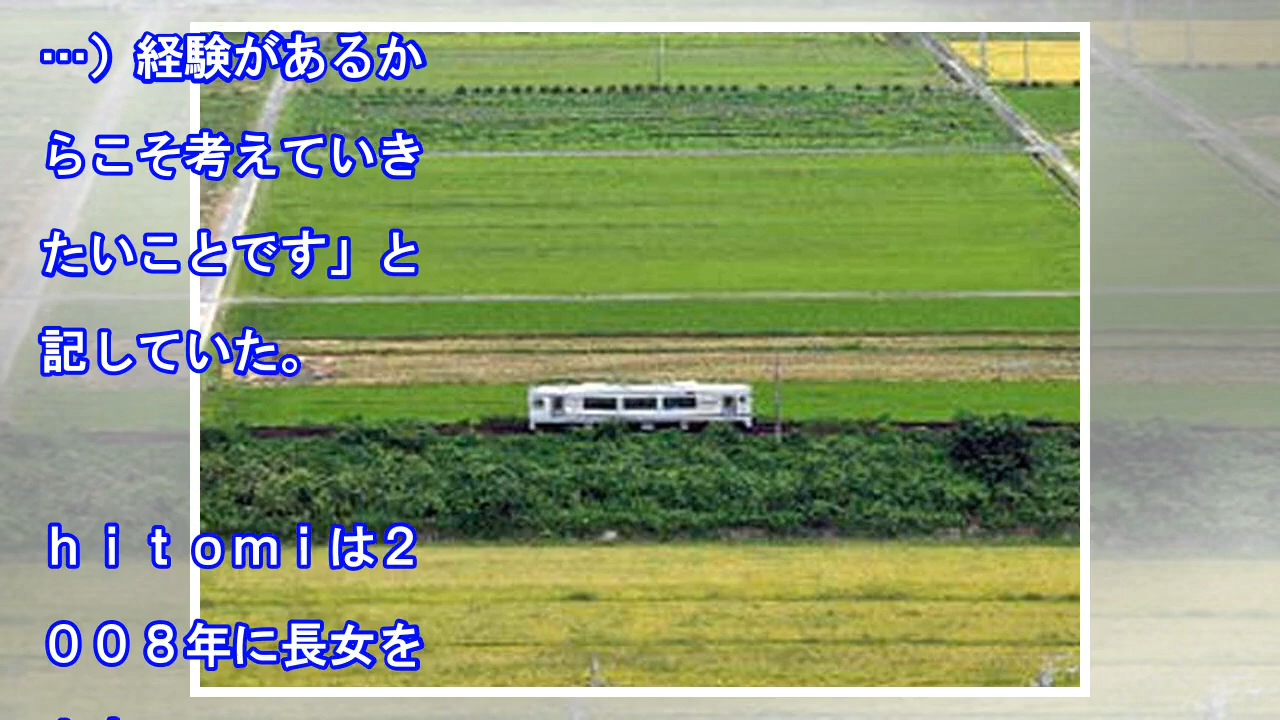 …）経験があるか
らこそ考えていき
たいことです」と
記していた。
ｈｉｔｏｍｉは２
００８年に長女を